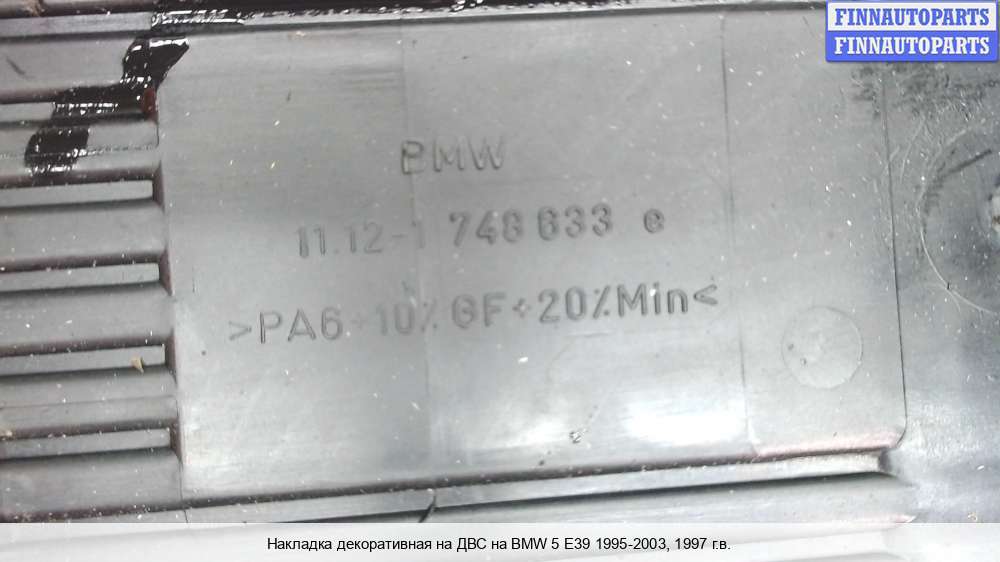 FINNAUTOPARTS
FINNAUTOPARTS
BMW
11.12-1 748 633 e
>PA6+10% GF+20%Min<
Накладка декоративная на ДВС на BMW 5 E39 1995-2003, 1997 г.в.